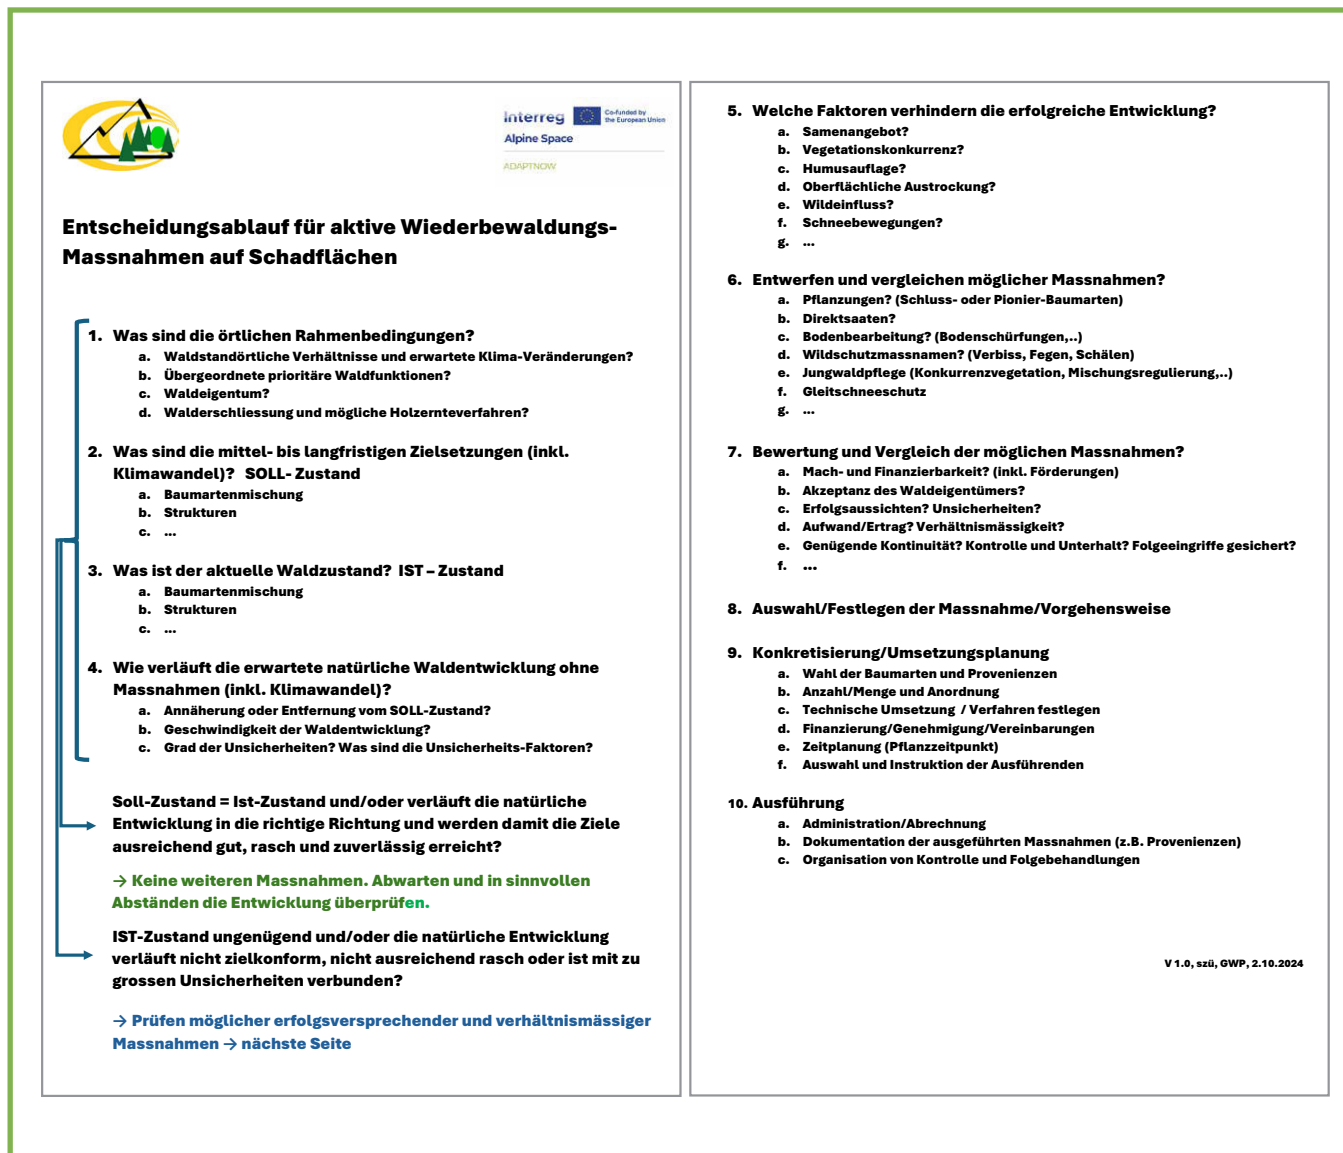 Interreg
Co-funded by
the European Union
Alpine Space
ADAPTNOW
Entscheidungsablauf für aktive Wiederbewaldungs-
Massnahmen auf Schadflächen
1. Was sind die örtlichen Rahmenbedingungen?
a. Waldstandörtliche Verhältnisse und erwartete Klima-Veränderungen?
b. Übergeordnete prioritäre Waldfunktionen?
c. Waldeigentum?
d. Walderschliessung und mögliche Holzernteverfahren?
2. Was sind die mittel- bis langfristigen Zielsetzungen (inkl.
Klimawandel)? SOLL- Zustand
a. Baumartenmischung
b. Strukturen
c. ...
3. Was ist der aktuelle Waldzustand? IST – Zustand
a. Baumartenmischung
b. Strukturen
c. ...
4. Wie verläuft die erwartete natürliche Waldentwicklung ohne
Massnahmen (inkl. Klimawandel)?
a. Annäherung oder Entfernung vom SOLL-Zustand?
b. Geschwindigkeit der Waldentwicklung?
c. Grad der Unsicherheiten? Was sind die Unsicherheits-Faktoren?
Soll-Zustand = Ist-Zustand und/oder verläuft die natürliche
Entwicklung in die richtige Richtung und werden damit die Ziele
ausreichend gut, rasch und zuverlässig erreicht?
→ Keine weiteren Massnahmen. Abwarten und in sinnvollen
Abständen die Entwicklung überprüfen.
IST-Zustand ungenügend und/oder die natürliche Entwicklung
verläuft nicht zielkonform, nicht ausreichend rasch oder ist mit zu
grossen Unsicherheiten verbunden?
→ Prüfen möglicher erfolgsversprechender und verhältnismässiger
Massnahmen → nächste Seite
5. Welche Faktoren verhindern die erfolgreiche Entwicklung?
a. Samenangebot?
b. Vegetationskonkurrenz?
c. Humusauflage?
d. Oberflächliche Austrockung?
e. Wildeinfluss?
f. Schneebewegungen?
g. ...
6. Entwerfen und vergleichen möglicher Massnahmen?
a. Pflanzungen? (Schluss- oder Pionier-Baumarten)
b. Direktsaaten?
c. Bodenbearbeitung? (Bodenschürfungen,..)
d. Wildschutzmassnamen? (Verbiss, Fegen, Schälen)
e. Jungwaldpflege (Konkurrenzvegetation, Mischungsregulierung,..)
f. Gleitschneeschutz
g. ...
7. Bewertung und Vergleich der möglichen Massnahmen?
a. Mach- und Finanzierbarkeit? (inkl. Förderungen)
b. Akzeptanz des Waldeigentümers?
c. Erfolgsaussichten? Unsicherheiten?
d. Aufwand/Ertrag? Verhältnismässigkeit?
e. Genügende Kontinuität? Kontrolle und Unterhalt? Folgeeingriffe gesichert?
f. ...
8. Auswahl/Festlegen der Massnahme/Vorgehensweise
9. Konkretisierung/Umsetzungsplanung
a. Wahl der Baumarten und Provenienzen
b. Anzahl/Menge und Anordnung
c. Technische Umsetzung / Verfahren festlegen
d. Finanzierung/Genehmigung/Vereinbarungen
e. Zeitplanung (Pflanzzeitpunkt)
f. Auswahl und Instruktion der Ausführenden
10. Ausführung
a. Administration/Abrechnung
b. Dokumentation der ausgeführten Massnahmen (z.B. Provenienzen)
c. Organisation von Kontrolle und Folgebehandlungen
V 1.0, szü, GWP, 2.10.2024